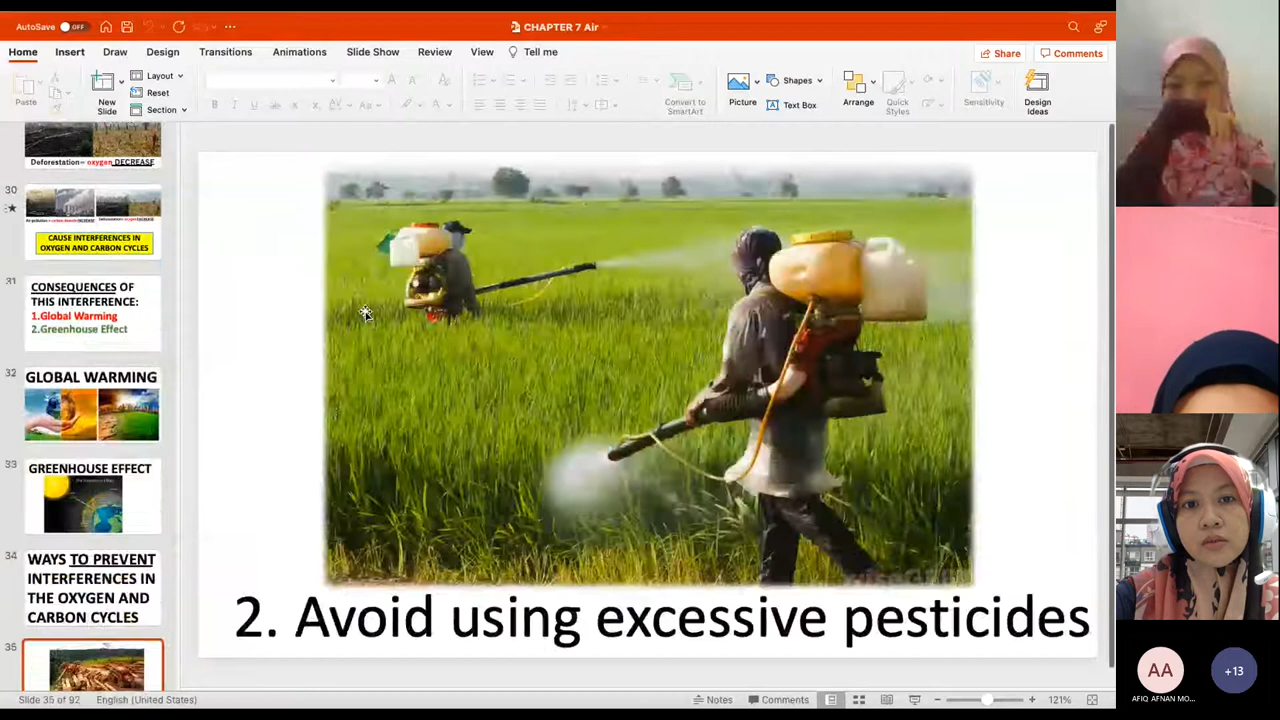 AutoSave OFF
CHAPTER 7 Air
Home Insert Draw Design Transitions Animations Slide Show Review View Tell me
Share Comments
Paste
New Slide
Layout
Reset
Section
Convert to SmartArt
Picture
Shapes
Text Box
Arrange
Quick Styles
Sensitivity
Design Ideas
Deforestation– oxygen DECREASE
30
CAUSE INTERFERENCES IN
OXYGEN AND CARBON CYCLES
31
CONSEQUENCES OF
THIS INTERFERENCE:
1.Global Warming
2.Greenhouse Effect
32
GLOBAL WARMING
33
GREENHOUSE EFFECT
34
WAYS TO PREVENT
INTERFERENCES IN
THE OXYGEN AND
CARBON CYCLES
35
2. Avoid using excessive pesticides
Slide 35 of 92 English (United States)
Notes Comments 121%
AA
+13
AFIQ AFNAN MO...